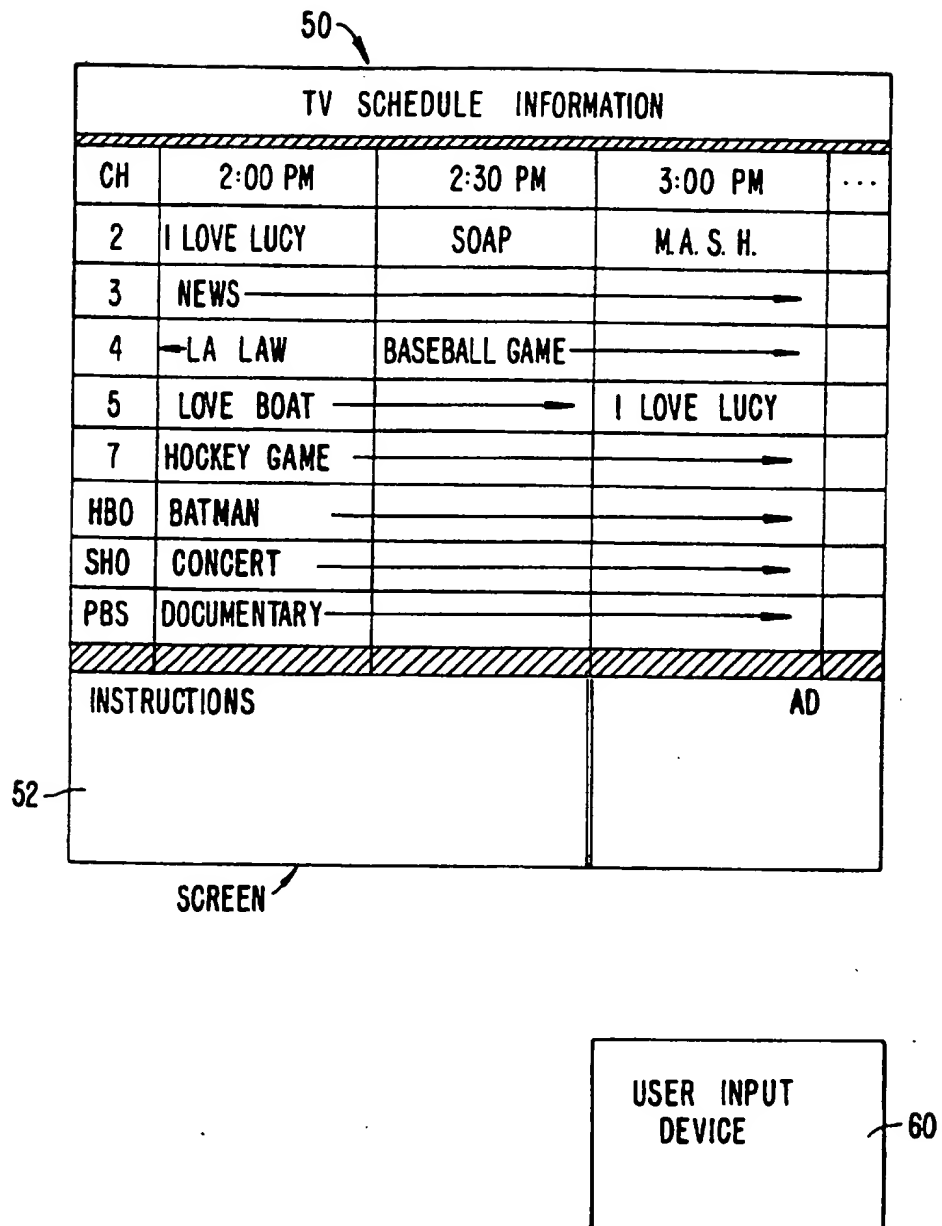 50
TV SCHEDULE INFORMATION
CH 2:00 PM 2:30 PM 3:00 PM ...
2 I LOVE LUCY SOAP M.A.S.H.
3 NEWS
4 LA LAW BASEBALL GAME
5 LOVE BOAT I LOVE LUCY
7 HOCKEY GAME
HBO BATMAN
SHO CONCERT
PBS DOCUMENTARY
INSTRUCTIONS AD
52
SCREEN
USER INPUT
DEVICE
60